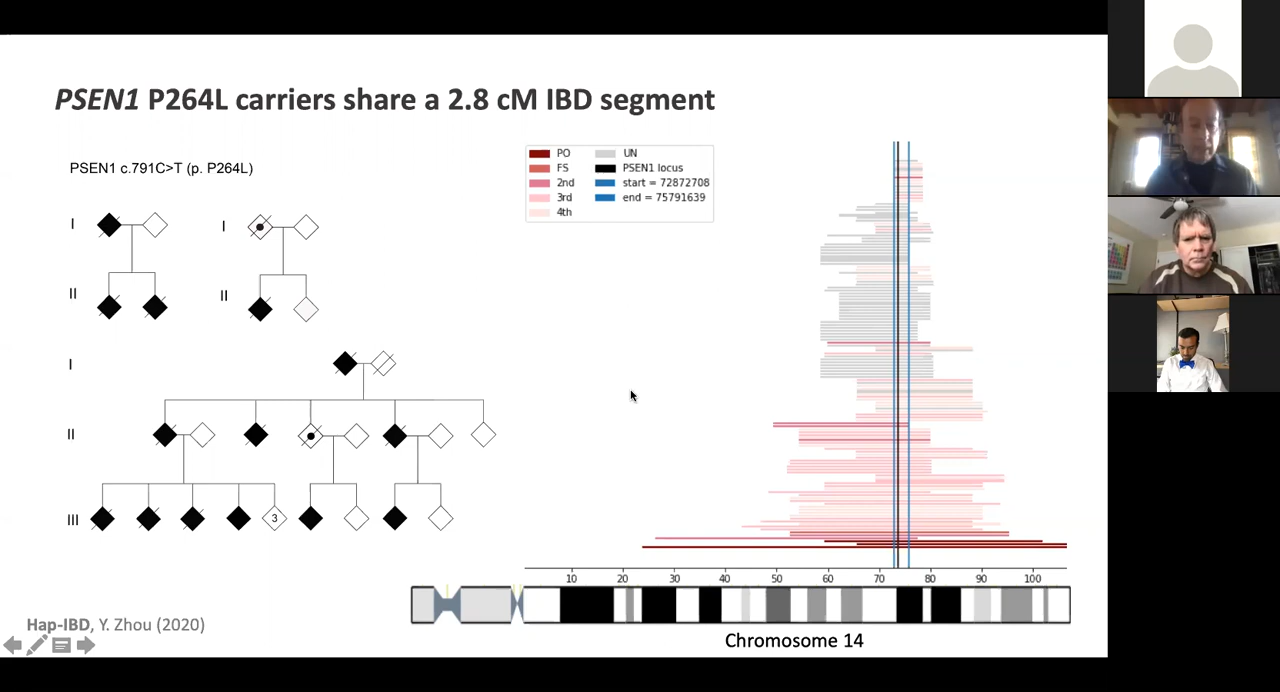 PSEN1 P264L carriers share a 2.8 cM IBD segment
PSEN1 c.791C>T (p. P264L)
I
I
II
II
I
II
III
3
PO
FS
2nd
3rd
4th
UN
PSEN1 locus
start = 72872708
end = 75791639
10 20 30 40 50 60 70 80 90 100
Chromosome 14
Hap-IBD, Y. Zhou (2020)